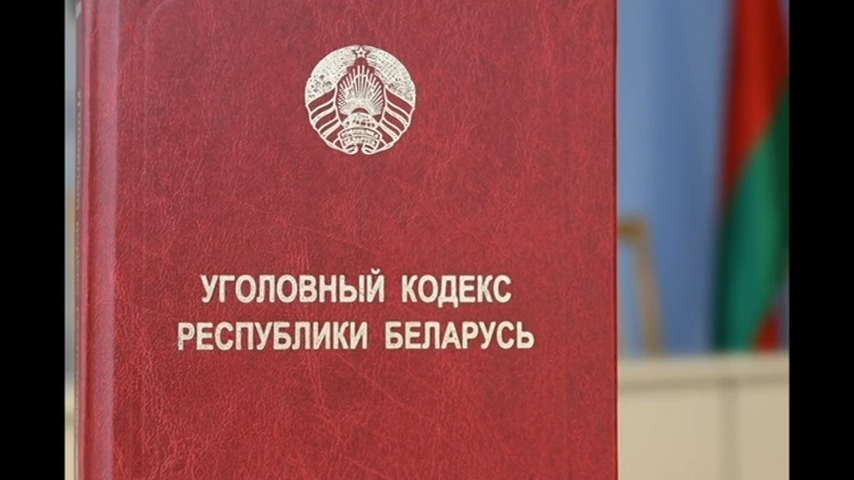 УГОЛОВНЫЙ КОДЕКС
РЕСПУБЛИКИ БЕЛАРУСЬ